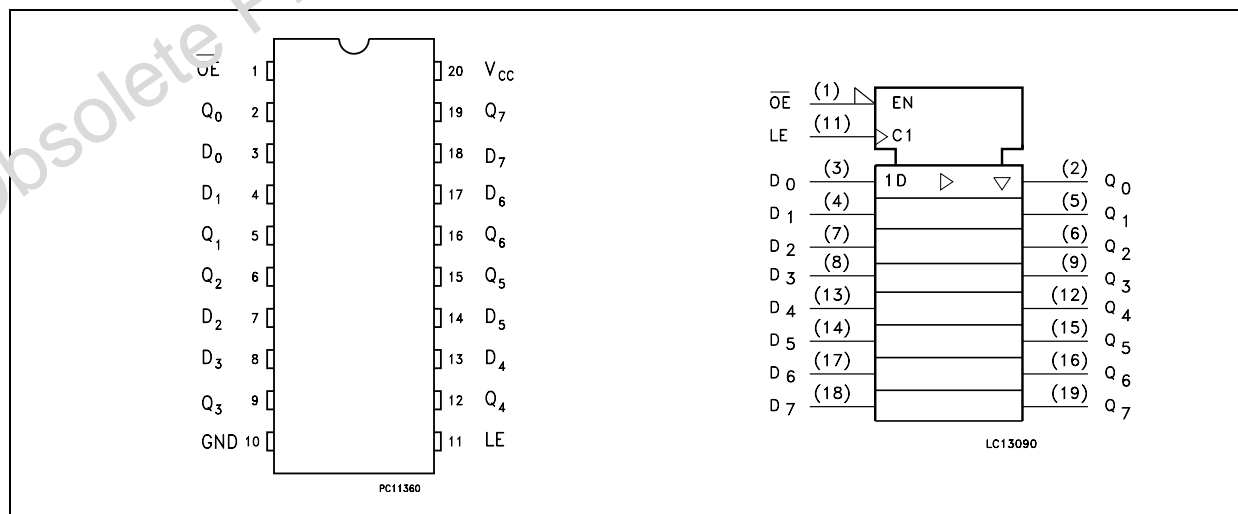 Obsolete
OE 1 20 VCC
Q0 2 19 Q7
D0 3 18 D7
D1 4 17 D6
Q1 5 16 Q6
Q2 6 15 Q5
D2 7 14 D5
D3 8 13 D4
Q3 9 12 Q4
GND 10 11 LE
PC11360
OE (1) EN
LE (11) C1
D0 (3) 1D (2) Q0
D1 (4) (5) Q1
D2 (7) (6) Q2
D3 (8) (9) Q3
D4 (13) (12) Q4
D5 (14) (15) Q5
D6 (17) (16) Q6
D7 (18) (19) Q7
LC13090